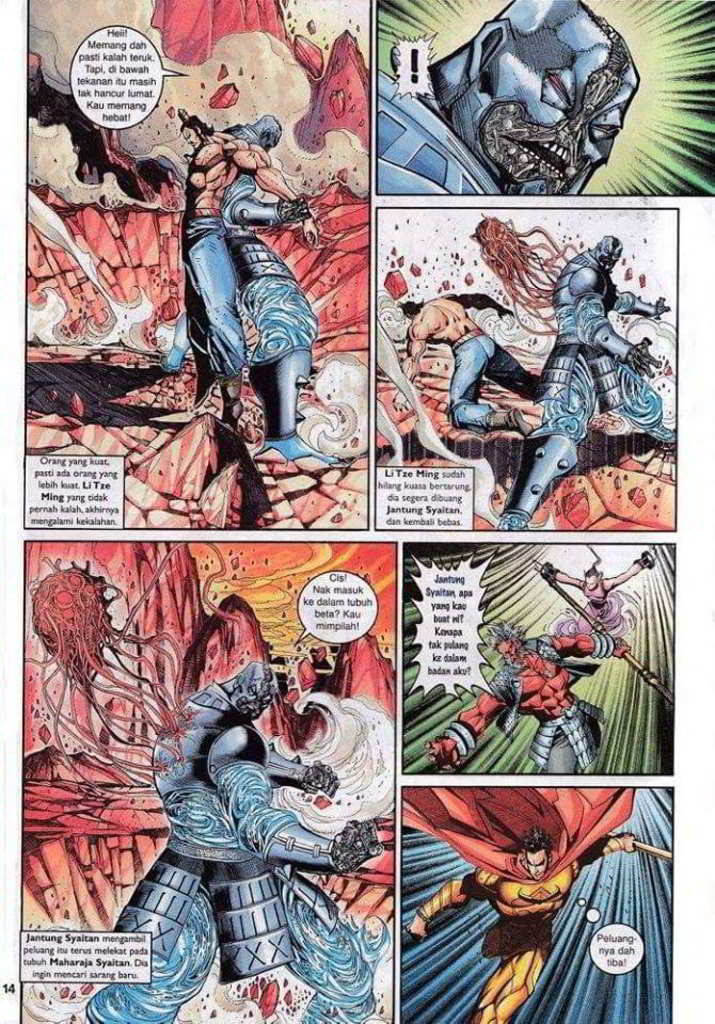 Heii!
Memang dah
pasti kalah teruk.
Tapi, di bawah
tekanan itu masih
tak hancur lumat.
Kau memang
hebat!
!
Orang yang kuat,
pasti ada orang yang
lebih kuat. Li Tze
Ming yang tidak
pernah kalah, akhirnya
mengalami kekalahan.
Li Tze Ming sudah
hilang kuasa bertarung,
dia segera dibuang
Jantung Syaitan,
dan kembali bebas.
Cis!
Nak masuk
ke dalam tubuh
beta? Kau
mimpilah!
Jantung Syaitan mengambil
peluang itu terus melekat pada
tubuh Maharaja Syaitan. Dia
ingin mencari sarang baru.
Jantung
Syaitan, apa
yang kau
buat ni?
Kenapa
tak pulang
ke dalam
badan aku?
Peluang-
nya dah
tiba!
14